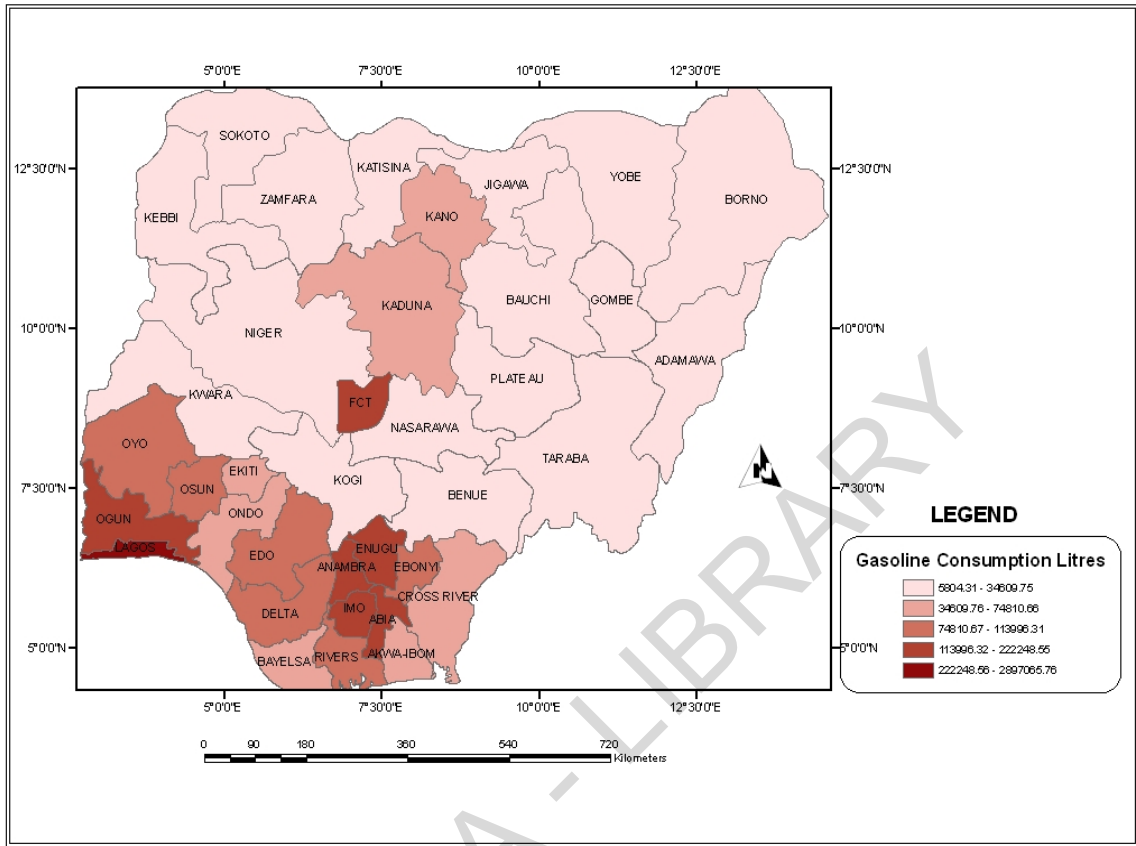 5°0'0"E 7°30'0"E 10°0'0"E 12°30'0"E
SOKOTO
12°30'0"N KATISINA 12°30'0"N
JIGAWA YOBE
ZAMFARA BORNO
KEBBI KANO
BAUCHI GOMBE
KADUNA
10°0'0"N NIGER 10°0'0"N
ADAMAWA
PLATEAU
KWARA FCT
NASARAWA
OYO
EKITI TARABA
KOGI
7°30'0"N OSUN BENUE 7°30'0"N
ONDO
OGUN
LAGOS EDO ENUGU
ANAMBRA EBONYI
CROSS RIVER
DELTA IMO ABIA
5°0'0"N BAYELSA RIVERS AKWA-IBOM 5°0'0"N
5°0'0"E 7°30'0"E 10°0'0"E 12°30'0"E
0 90 180 360 540 720
Kilometers
N
LEGEND
Gasoline Consumption Litres
5804.31 - 34609.75
34609.76 - 74810.66
74810.67 - 113996.31
113996.32 - 222248.55
222248.56 - 2897065.76
A - LIBRARY